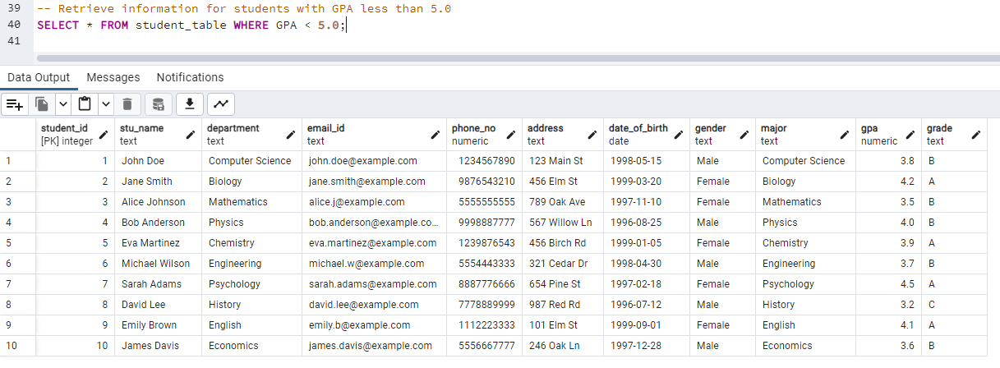 39 -- Retrieve information for students with GPA less than 5.0
40 SELECT * FROM student_table WHERE GPA < 5.0;
41
Data Output Messages Notifications
student_id stu_name department email_id phone_no address date_of_birth gender major gpa grade
[PK] integer text text text numeric text date text text numeric text
1 1 John Doe Computer Science john.doe@example.com 1234567890 123 Main St 1998-05-15 Male Computer Science 3.8 B
2 2 Jane Smith Biology jane.smith@example.com 9876543210 456 Elm St 1999-03-20 Female Biology 4.2 A
3 3 Alice Johnson Mathematics alice.j@example.com 5555555555 789 Oak Ave 1997-11-10 Female Mathematics 3.5 B
4 4 Bob Anderson Physics bob.anderson@example.co... 9998887777 567 Willow Ln 1996-08-25 Male Physics 4.0 B
5 5 Eva Martinez Chemistry eva.martinez@example.com 1239876543 456 Birch Rd 1999-01-05 Female Chemistry 3.9 A
6 6 Michael Wilson Engineering michael.w@example.com 5554443333 321 Cedar Dr 1998-04-30 Male Engineering 3.7 B
7 7 Sarah Adams Psychology sarah.adams@example.com 8887776666 654 Pine St 1997-02-18 Female Psychology 4.5 A
8 8 David Lee History david.lee@example.com 7778889999 987 Red Rd 1996-07-12 Male History 3.2 C
9 9 Emily Brown English emily.b@example.com 1112223333 101 Elm St 1999-09-01 Female English 4.1 A
10 10 James Davis Economics james.davis@example.com 5556667777 246 Oak Ln 1997-12-28 Male Economics 3.6 B